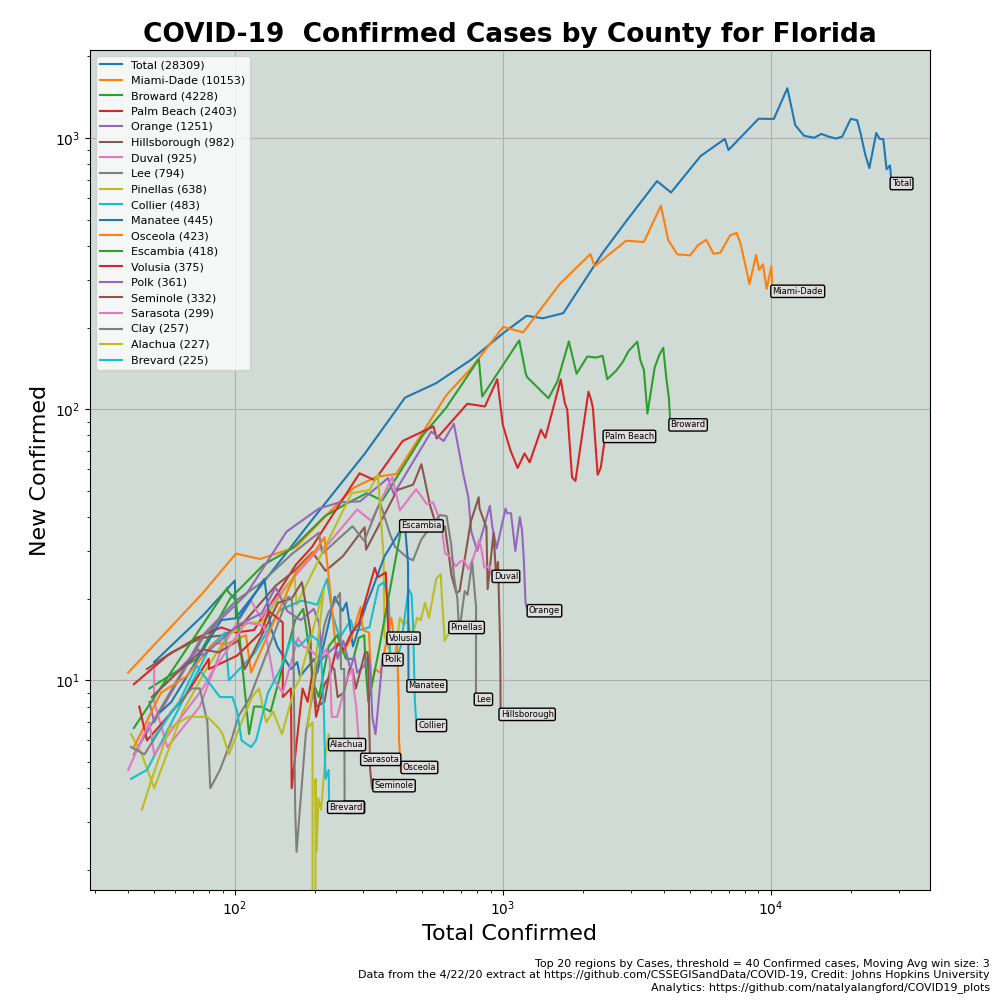 COVID-19  Confirmed Cases by County for Florida
Total (28309)
Miami-Dade (10153)
Broward (4228)
Palm Beach (2403)
Orange (1251)
Hillsborough (982)
Duval (925)
Lee (794)
Pinellas (638)
Collier (483)
Manatee (445)
Osceola (423)
Escambia (418)
Volusia (375)
Polk (361)
Seminole (332)
Sarasota (299)
Clay (257)
Alachua (227)
Brevard (225)
New Confirmed
10³
10²
10¹
Total
Miami-Dade
Broward
Palm Beach
Escambia
Duval
Orange
Pinellas
Volusia
Polk
Manatee
Lee
Hillsborough
Collier
Alachua
Sarasota
Osceola
Seminole
Brevard
10²
10³
10⁴
Total Confirmed
Top 20 regions by Cases, threshold = 40 Confirmed cases, Moving Avg win size: 3
Data from the 4/22/20 extract at https://github.com/CSSEGISandData/COVID-19, Credit: Johns Hopkins University
Analytics: https://github.com/natalyalangford/COVID19_plots